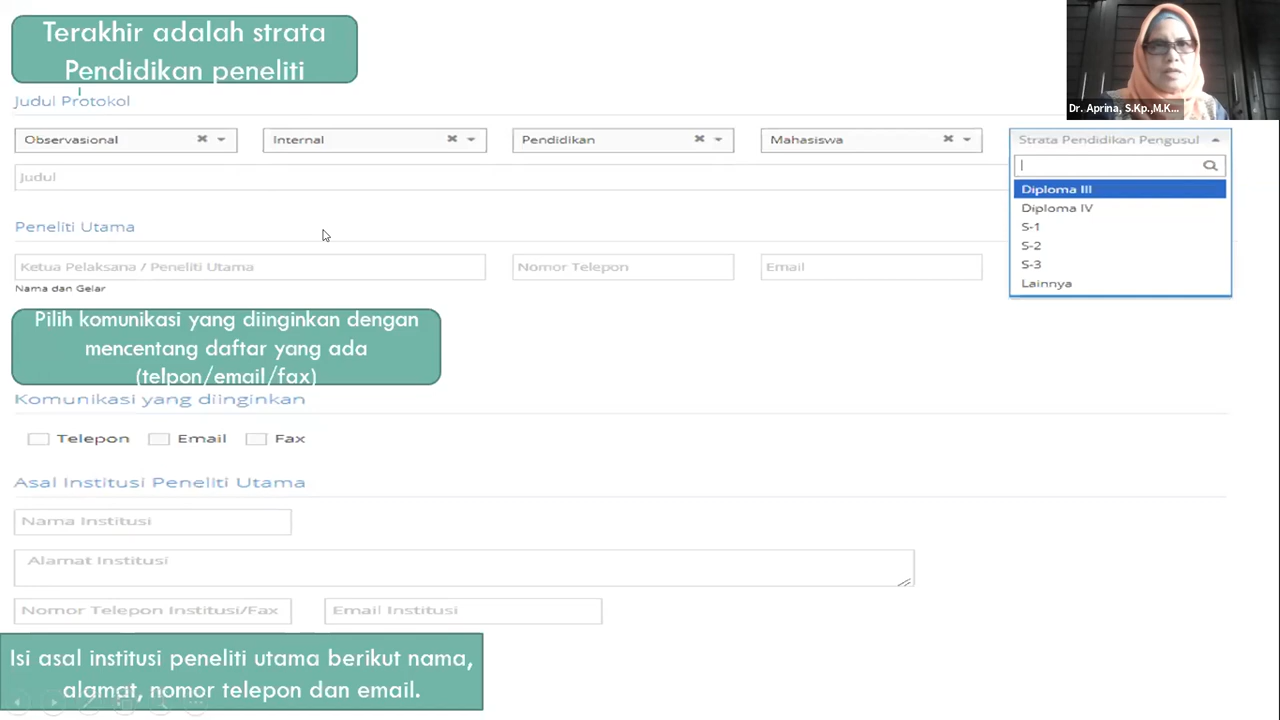 Terakhir adalah strata
Pendidikan peneliti
Dr. Aprina, S.Kp.,M.K...
Judul Protokol
Observasional
Internal
Pendidikan
Mahasiswa
Strata Pendidikan Pengusul
Diploma III
Diploma IV
S-1
S-2
S-3
Lainnya
Judul
Peneliti Utama
Ketua Pelaksana / Peneliti Utama
Nomor Telepon
Email
Nama dan Gelar
Pilih komunikasi yang diinginkan dengan
mencentang daftar yang ada
(telpon/email/fax)
Komunikasi yang diinginkan
Telepon
Email
Fax
Asal Institusi Peneliti Utama
Nama Institusi
Alamat Institusi
Nomor Telepon Institusi/Fax
Email Institusi
Isi asal institusi peneliti utama berikut nama,
alamat, nomor telepon dan email.